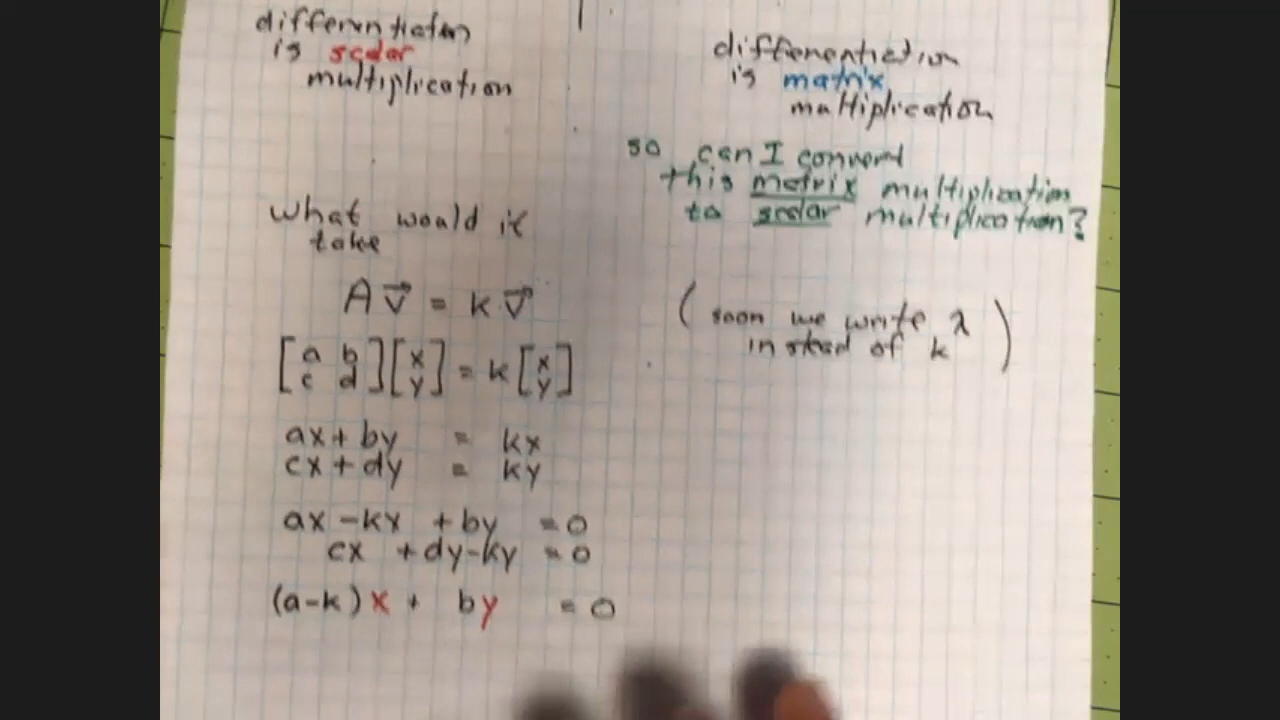 differentiation
is scalar
multiplication
differentiation
is matrix
multiplication
so can I convert
this matrix multiplication
to scalar multiplication?
What would it
take
A v⃗ = k v⃗
(soon we write λ
instead of k)
[a b; c d][x; y] = k[x; y]
ax + by = kx
cx + dy = ky
ax - kx + by = 0
cx + dy - ky = 0
(a-k)x + by = 0